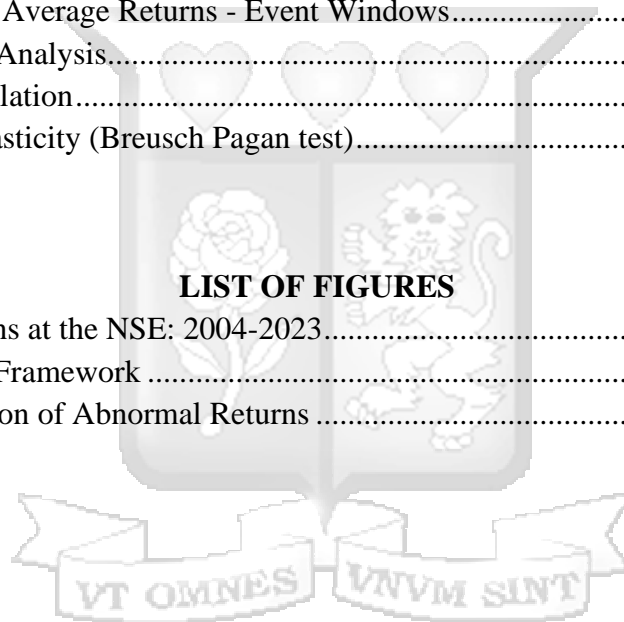 Average Returns - Event Windows........................
Analysis........................................................................
lation............................................................................
asticity (Breusch Pagan test)......................................
LIST OF FIGURES
ns at the NSE: 2004-2023...........................................
Framework ..................................................................
on of Abnormal Returns ............................................
VT OMNES VNVM SINT